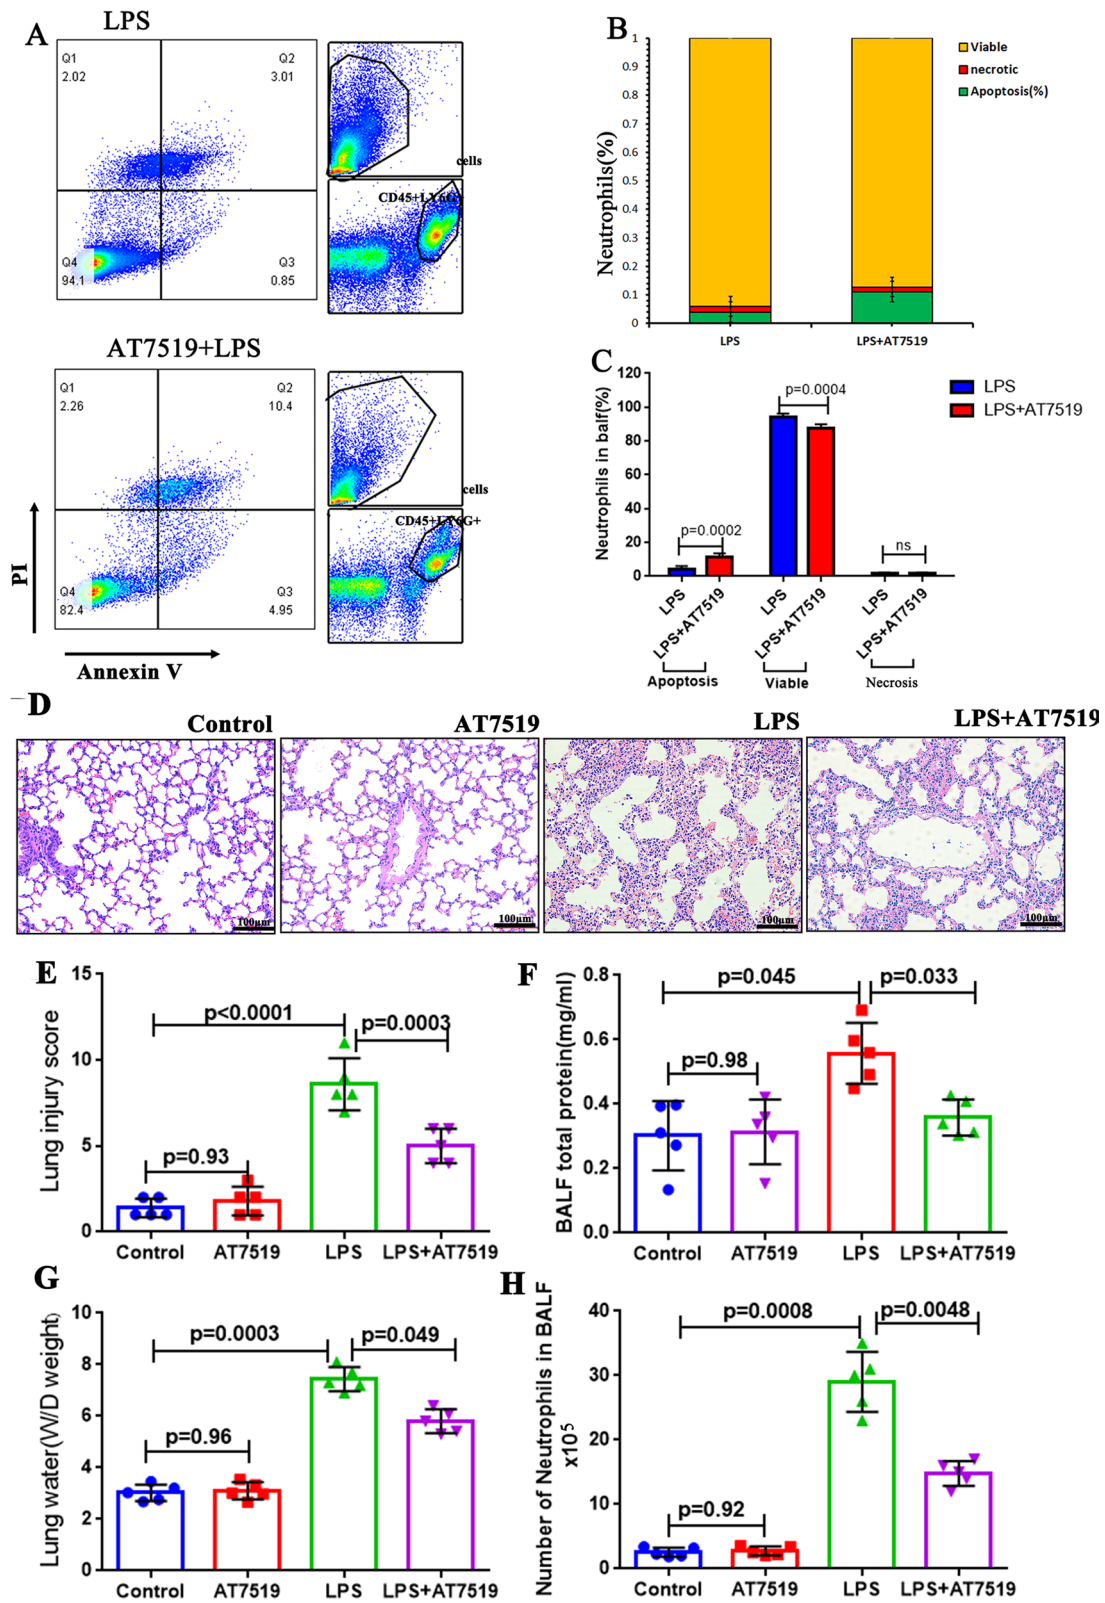 A
LPS
Q1
2.02
Q2
3.01
Q4
94.1
Q3
0.85
cells
CD45+LY6G+
AT7519+LPS
Q1
2.26
Q2
10.4
Q4
82.4
Q3
4.95
cells
CD45+LY6G+
PI
Annexin V
B
Neutrophils(%)
1
0.9
0.8
0.7
0.6
0.5
0.4
0.3
0.2
0.1
0
LPS
LPS+AT7519
Viable
necrotic
Apoptosis(%)
C
Neutrophils in balf(%)
120
100
80
60
40
20
0
p=0.0002
p=0.0004
ns
LPS
LPS+AT7519
LPS
LPS+AT7519
LPS
LPS+AT7519
Apoptosis
Viable
Necrosis
LPS
LPS+AT7519
D
Control
AT7519
LPS
LPS+AT7519
100μm
100μm
100μm
100μm
E
Lung injury score
15
10
5
0
p<0.0001
p=0.0003
p=0.93
Control
AT7519
LPS
LPS+AT7519
F
BALF total protein(mg/ml)
0.8
0.6
0.4
0.2
0.0
p=0.045
p=0.033
p=0.98
Control
AT7519
LPS
LPS+AT7519
G
Lung water(W/D weight)
10
8
6
4
2
0
p=0.0003
p=0.049
p=0.96
Control
AT7519
LPS
LPS+AT7519
H
Number of Neutrophils in BALF
x10⁵
40
30
20
10
0
p=0.0008
p=0.0048
p=0.92
Control
AT7519
LPS
LPS+AT7519